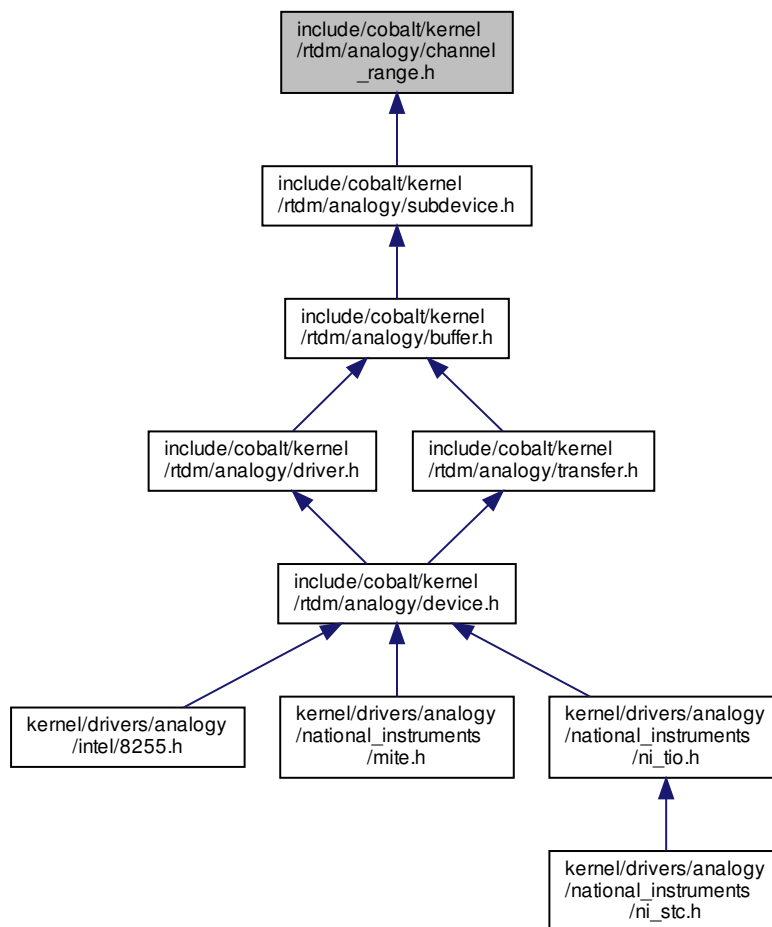 include/cobalt/kernel
/rtdm/analogy/channel
_range.h
include/cobalt/kernel
/rtdm/analogy/subdevice.h
include/cobalt/kernel
/rtdm/analogy/buffer.h
include/cobalt/kernel
/rtdm/analogy/driver.h
include/cobalt/kernel
/rtdm/analogy/transfer.h
include/cobalt/kernel
/rtdm/analogy/device.h
kernel/drivers/analogy
/intel/8255.h
kernel/drivers/analogy
/national_instruments
/mite.h
kernel/drivers/analogy
/national_instruments
/ni_tio.h
kernel/drivers/analogy
/national_instruments
/ni_stc.h